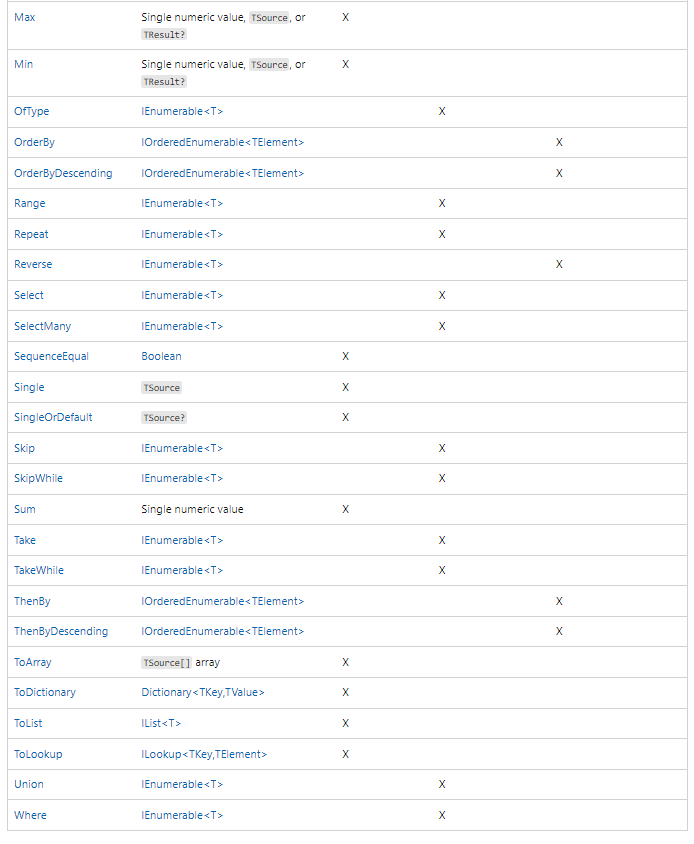 Max Single numeric value, TSource, or X
TResult?
Min Single numeric value, TSource, or X
TResult?
OfType IEnumerable<T> X
OrderBy IOrderedEnumerable<TElement> X
OrderByDescending IOrderedEnumerable<TElement> X
Range IEnumerable<T> X
Repeat IEnumerable<T> X
Reverse IEnumerable<T> X
Select IEnumerable<T> X
SelectMany IEnumerable<T> X
SequenceEqual Boolean X
Single TSource X
SingleOrDefault TSource? X
Skip IEnumerable<T> X
SkipWhile IEnumerable<T> X
Sum Single numeric value X
Take IEnumerable<T> X
TakeWhile IEnumerable<T> X
ThenBy IOrderedEnumerable<TElement> X
ThenByDescending IOrderedEnumerable<TElement> X
ToArray TSource[] array X
ToDictionary Dictionary<TKey,TValue> X
ToList IList<T> X
ToLookup ILookup<TKey,TElement> X
Union IEnumerable<T> X
Where IEnumerable<T> X